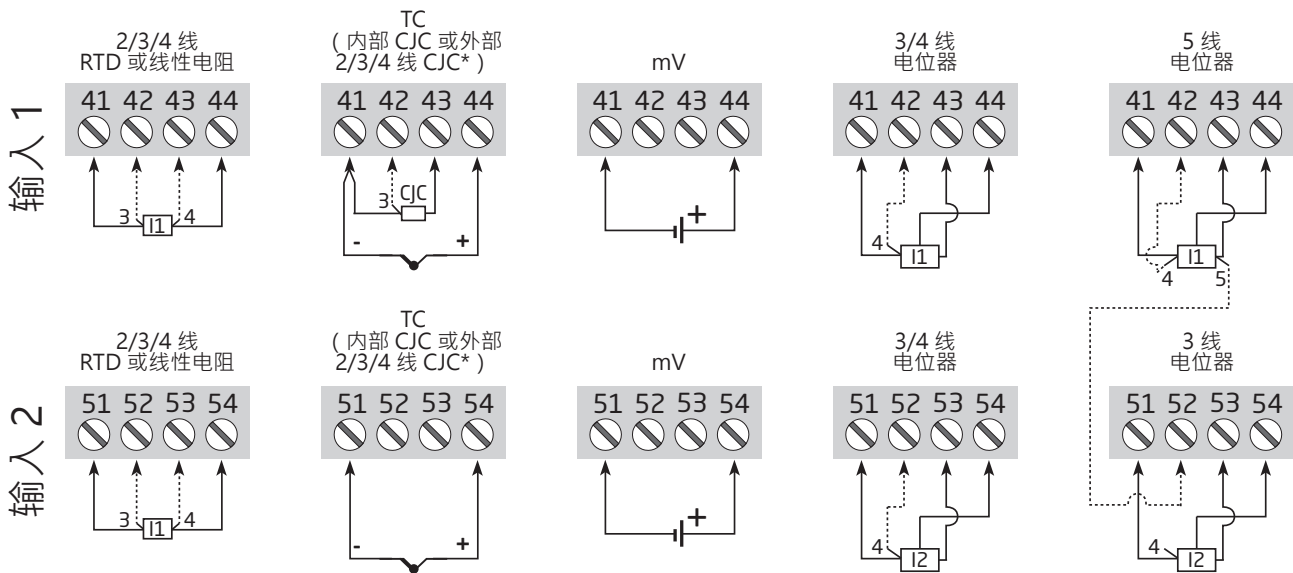 输入 1
2/3/4 线
RTD 或线性电阻
41 42 43 44
3 I1 4
TC
( 内部 CJC 或外部
2/3/4 线 CJC* )
41 42 43 44
3 CJC
- +
mV
41 42 43 44
+
3/4 线
电位器
41 42 43 44
4 I1
5 线
电位器
41 42 43 44
I1
4 5
输入 2
2/3/4 线
RTD 或线性电阻
51 52 53 54
3 I1 4
TC
( 内部 CJC 或外部
2/3/4 线 CJC* )
51 52 53 54
- +
mV
51 52 53 54
+
3/4 线
电位器
51 52 53 54
4 I2
3 线
电位器
51 52 53 54
4 I2